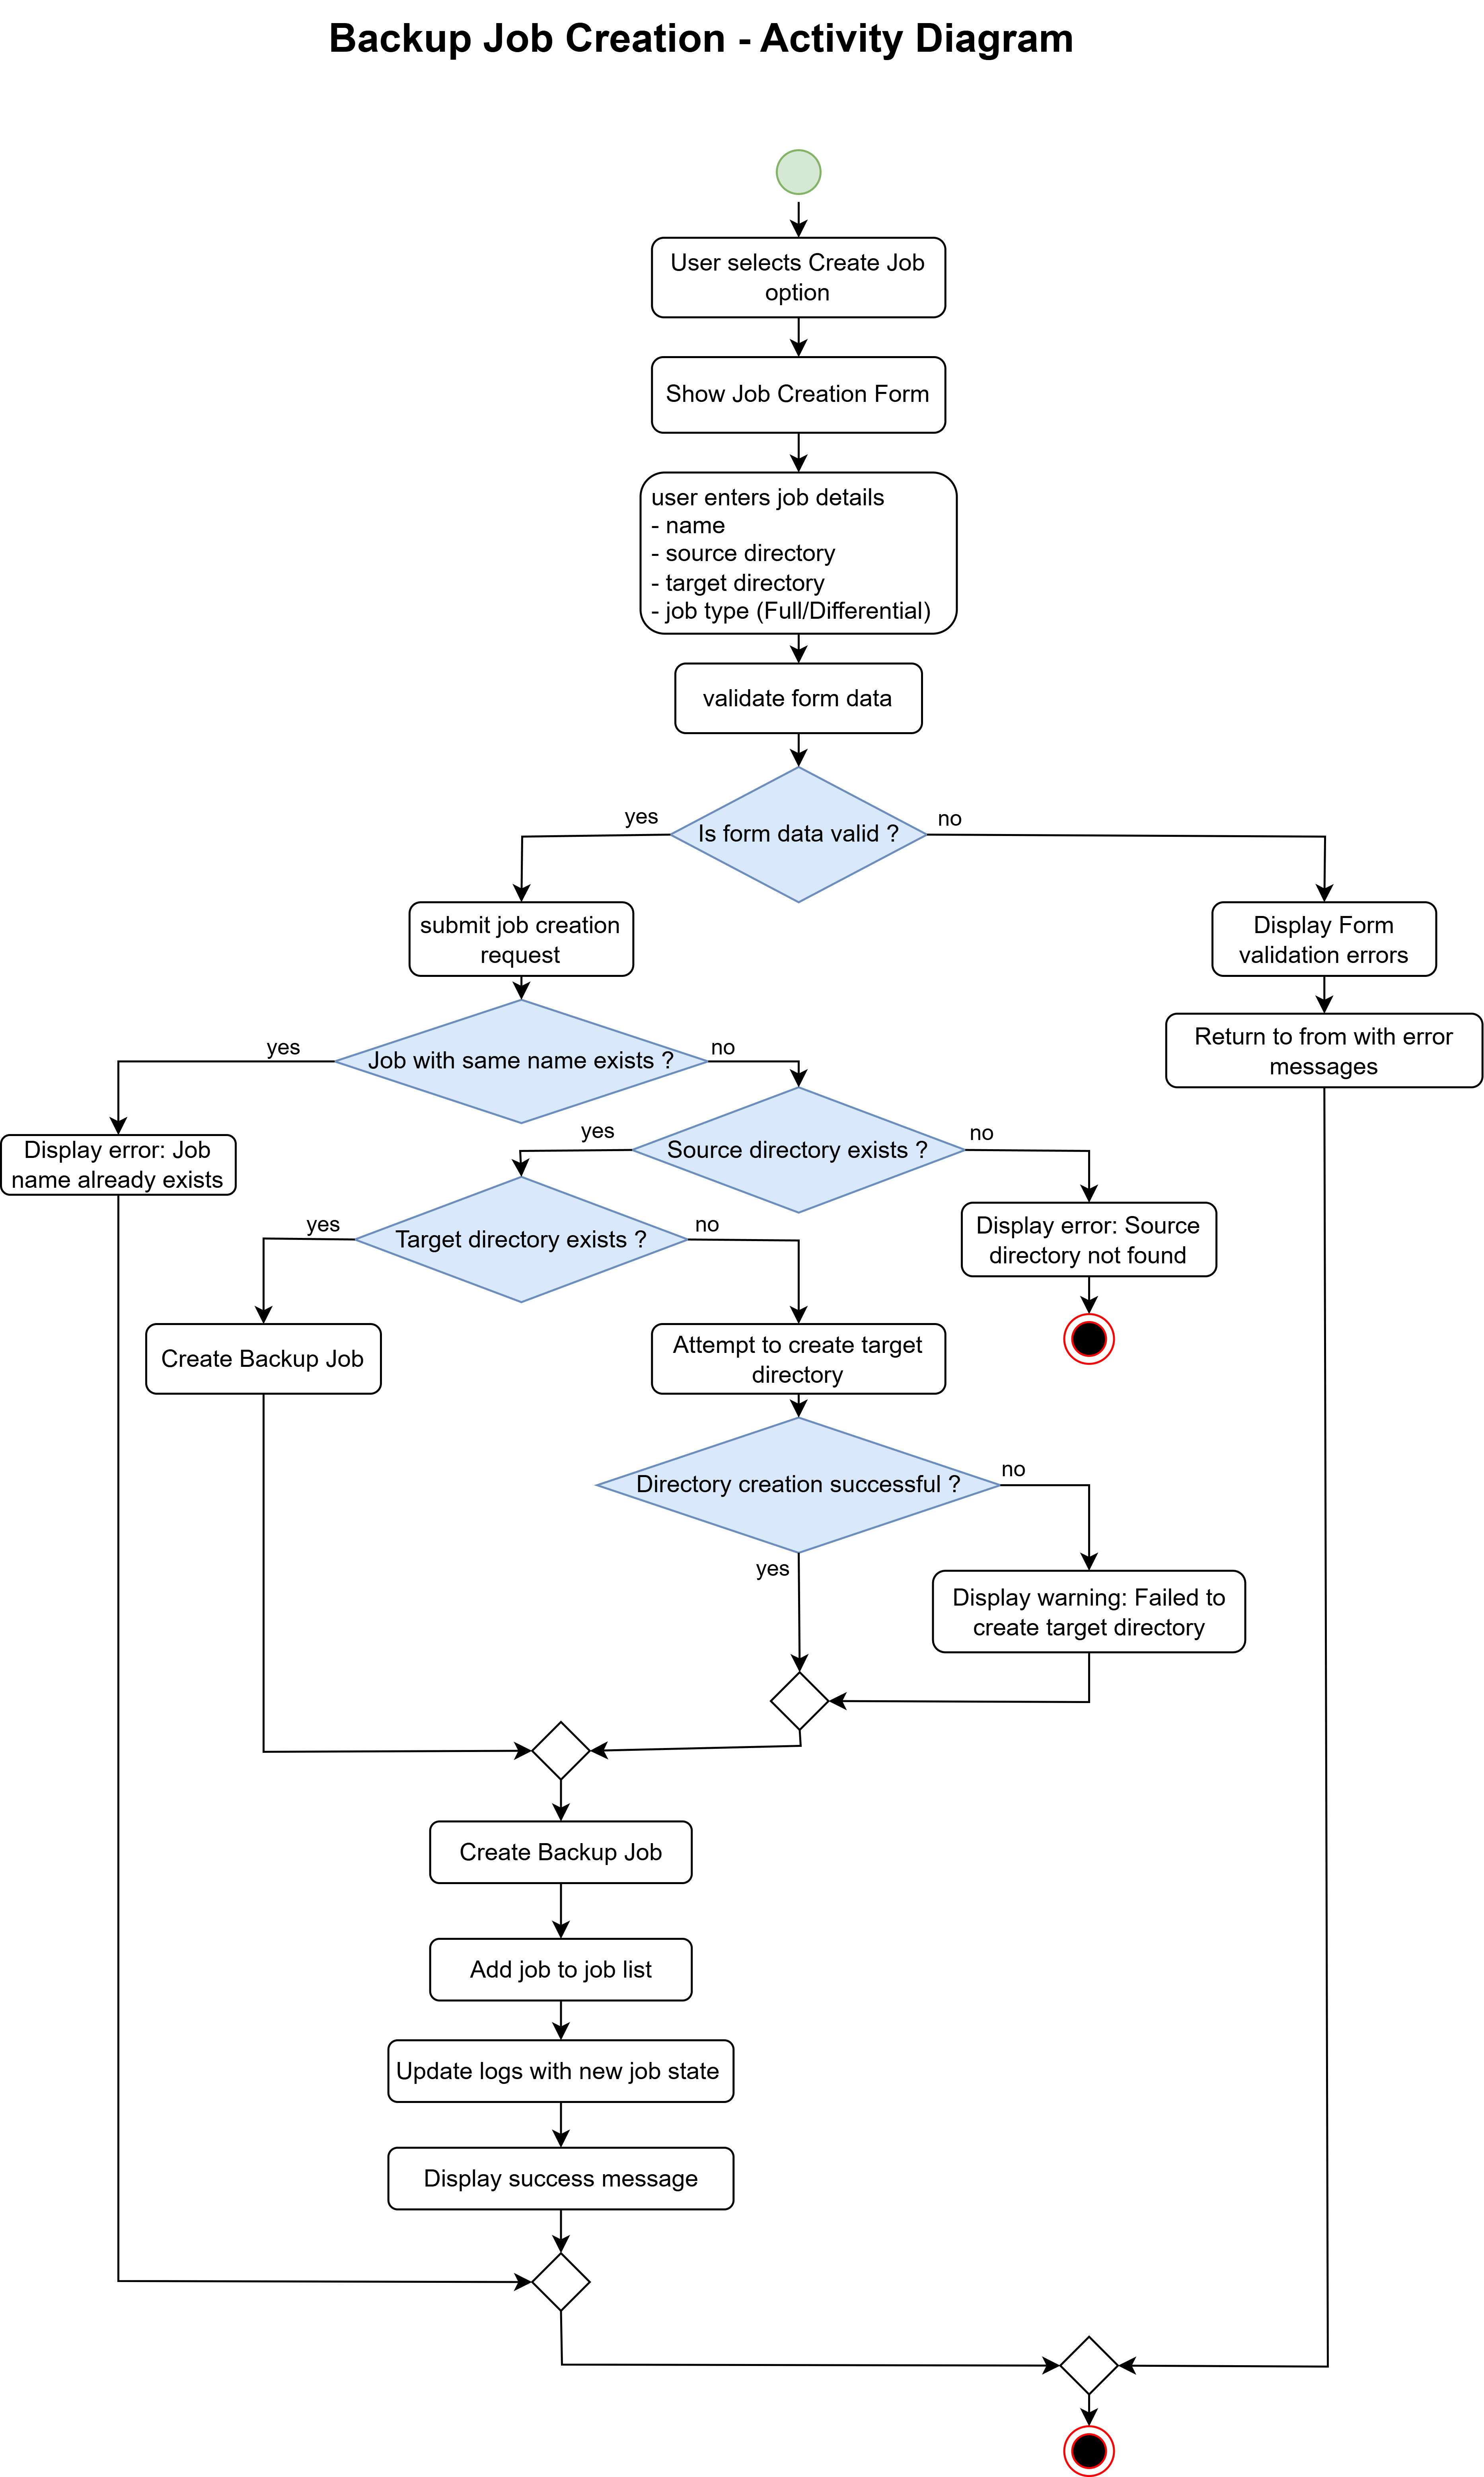 Backup Job Creation - Activity Diagram
User selects Create Job
option
Show Job Creation Form
user enters job details
- name
- source directory
- target directory
- job type (Full/Differential)
validate form data
yes
Is form data valid ?
no
submit job creation
request
Display Form
validation errors
yes
Job with same name exists ?
no
Return to from with error
messages
Display error: Job
name already exists
yes
Source directory exists ?
no
yes
Target directory exists ?
no
Display error: Source
directory not found
Create Backup Job
Attempt to create target
directory
Directory creation successful ?
no
yes
Display warning: Failed to
create target directory
Create Backup Job
Add job to job list
Update logs with new job state
Display success message